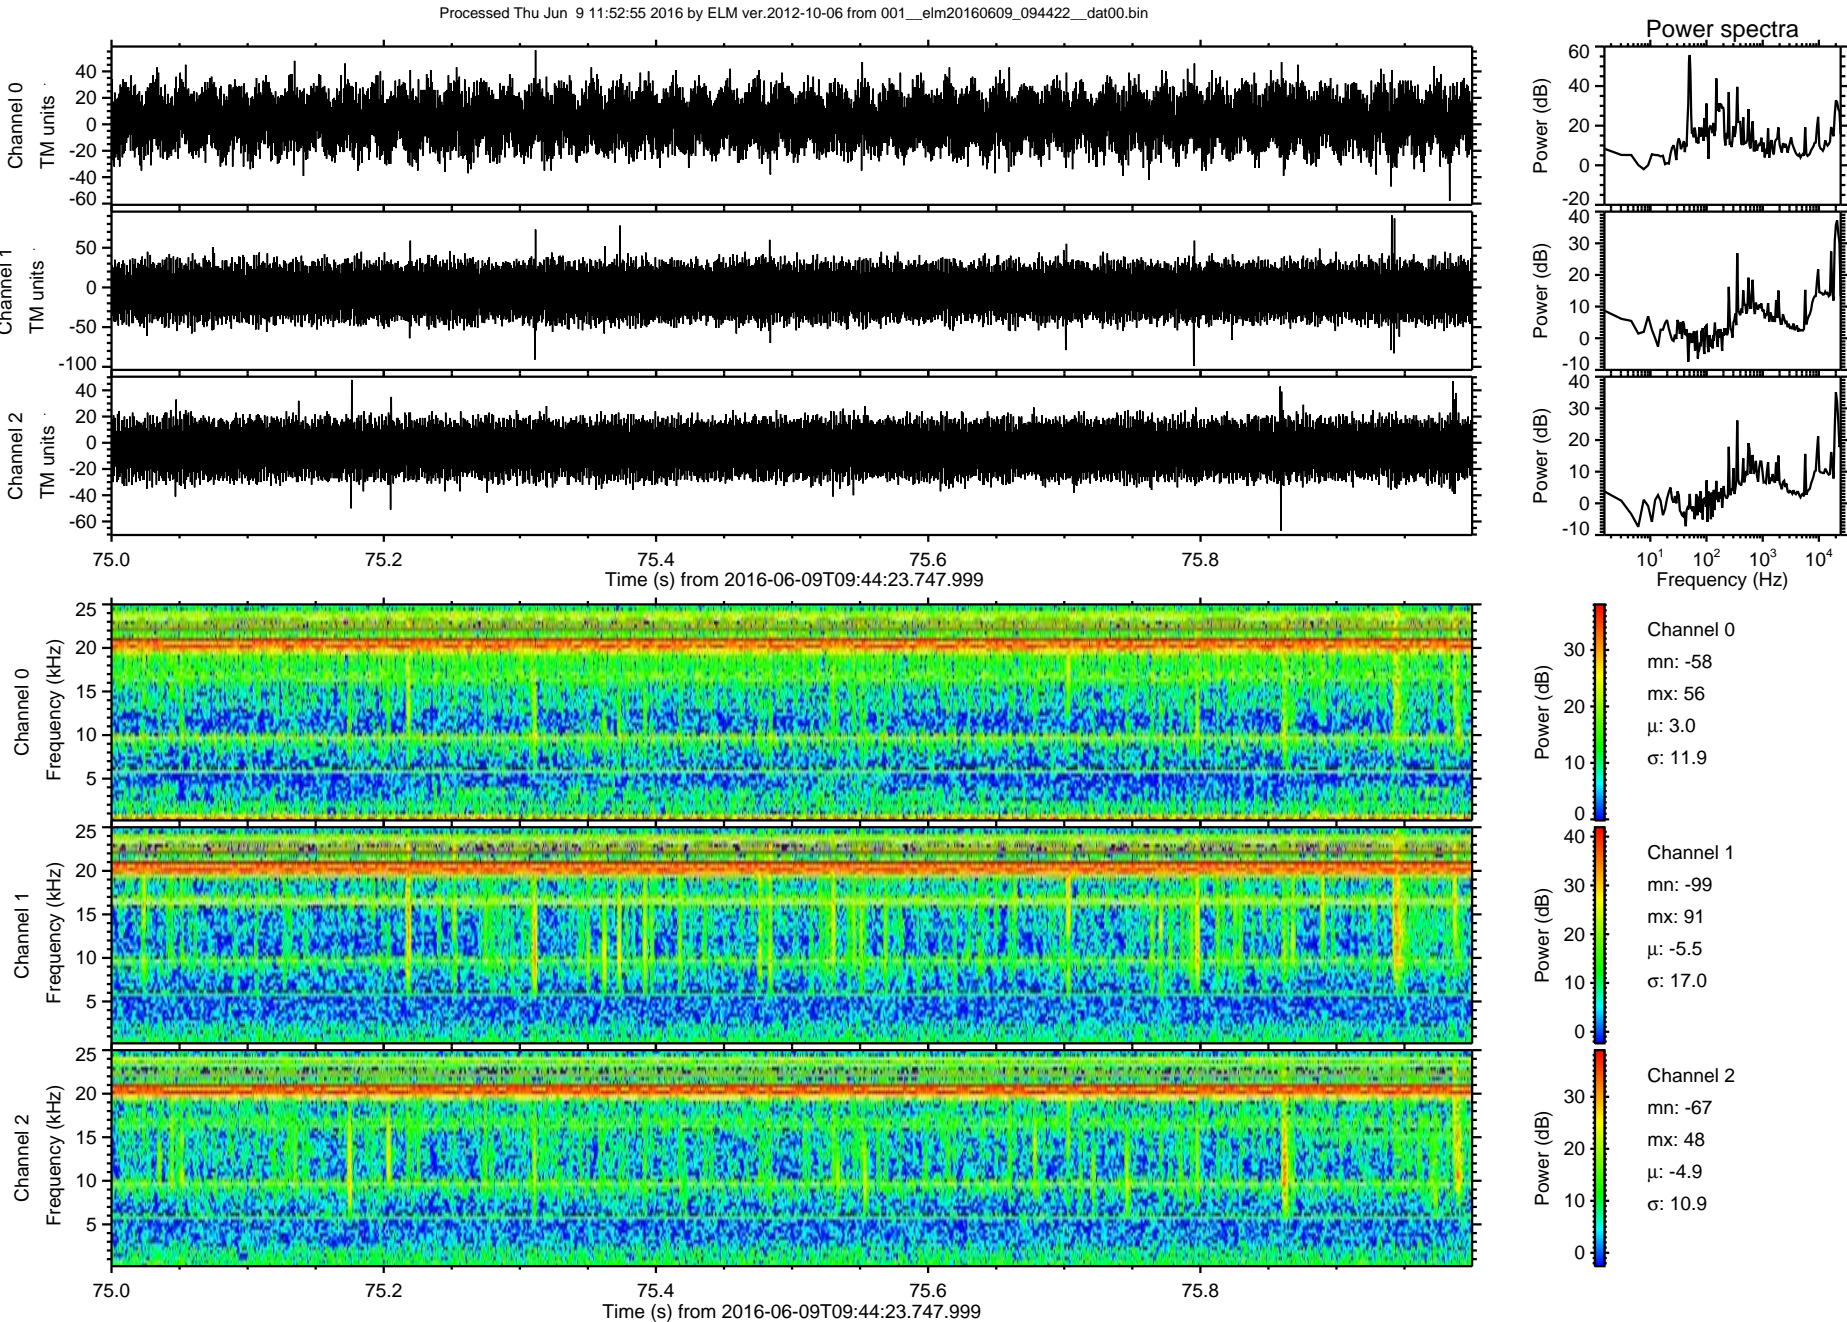 Processed Thu Jun  9 11:52:55 2016 by ELM ver.2012-10-06 from 001__elm20160609_094422__dat00.bin
Power spectra
Channel 0
TM units
40
20
0
-20
-40
-60
Power (dB)
60
40
20
0
-20
Channel 1
TM units
50
0
-50
-100
Power (dB)
40
30
20
10
0
-10
Channel 2
TM units
40
20
0
-20
-40
-60
Power (dB)
40
30
20
10
0
-10
75.0 75.2 75.4 75.6 75.8
Time (s) from 2016-06-09T09:44:23.747.999
10^1 10^2 10^3 10^4
Frequency (Hz)
Channel 0
Frequency (kHz)
25
20
15
10
5
Power (dB)
30
20
10
0
Channel 0
mn: -58
mx: 56
μ: 3.0
σ: 11.9
Channel 1
Frequency (kHz)
25
20
15
10
5
Power (dB)
40
30
20
10
0
Channel 1
mn: -99
mx: 91
μ: -5.5
σ: 17.0
Channel 2
Frequency (kHz)
25
20
15
10
5
Power (dB)
30
20
10
0
Channel 2
mn: -67
mx: 48
μ: -4.9
σ: 10.9
75.0 75.2 75.4 75.6 75.8
Time (s) from 2016-06-09T09:44:23.747.999